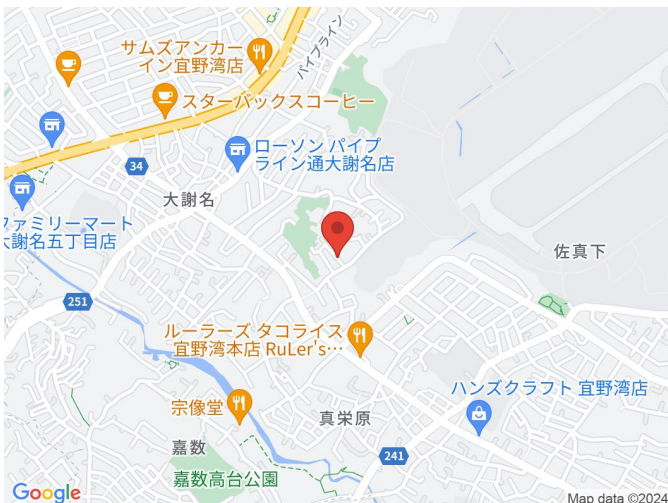 サムズアンカー
イン宜野湾店
パイプライン
スターバックスコーヒー
ローソン パイプ
ライン通大謝名店
34
大謝名
ファミリーマート
大謝名五丁目店
佐真下
251
ルーラーズ タコライス
宜野湾本店 RuLer's…
ハンズクラフト 宜野湾店
宗像堂
真栄原
嘉数
241
嘉数高台公園
Google
Map data ©2024